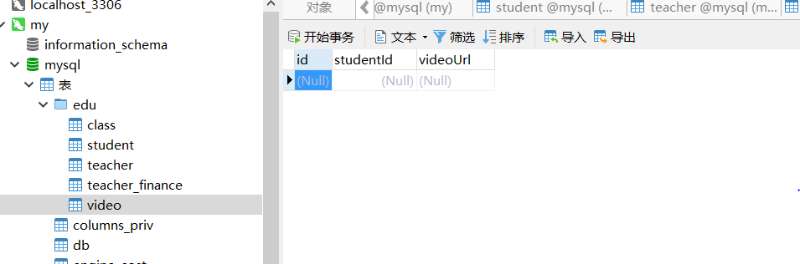 localhost_3306
my
information_schema
mysql
表
edu
class
student
teacher
teacher_finance
video
columns_priv
db
对象
@mysql (my)
student @mysql (...
teacher @mysql (m...
开始事务
文本
筛选
排序
导入
导出
id studentId videoUrl
(Null) (Null) (Null)